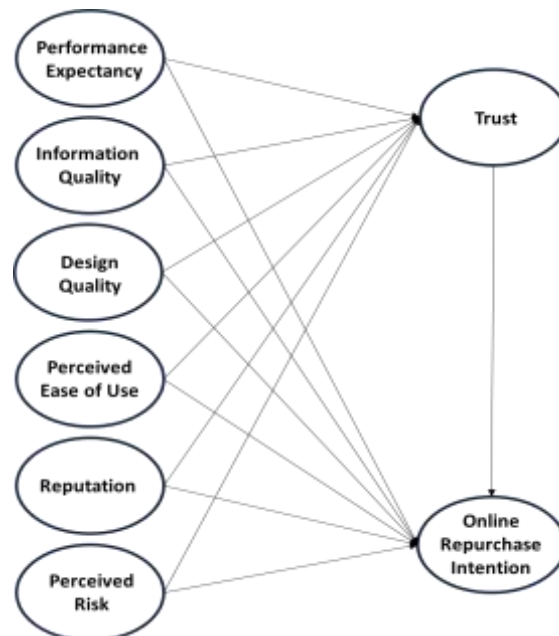 Performance
Expectancy
Information
Quality
Design
Quality
Perceived
Ease of Use
Reputation
Perceived
Risk
Trust
Online
Repurchase
Intention